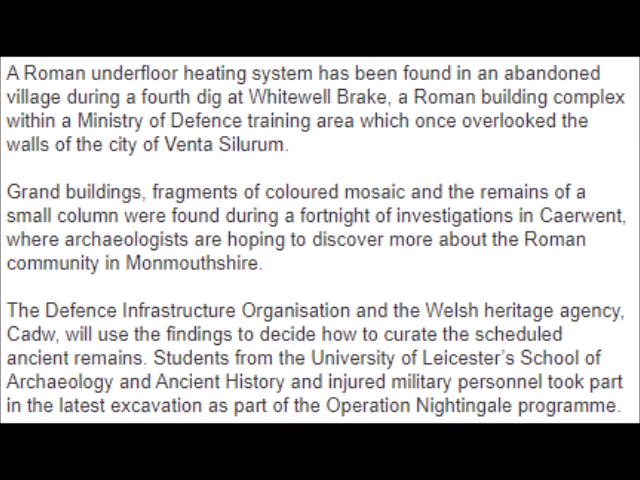 A Roman underfloor heating system has been found in an abandoned
village during a fourth dig at Whitewell Brake, a Roman building complex
within a Ministry of Defence training area which once overlooked the
walls of the city of Venta Silurum.
Grand buildings, fragments of coloured mosaic and the remains of a
small column were found during a fortnight of investigations in Caerwent,
where archaeologists are hoping to discover more about the Roman
community in Monmouthshire.
The Defence Infrastructure Organisation and the Welsh heritage agency,
Cadw, will use the findings to decide how to curate the scheduled
ancient remains. Students from the University of Leicester’s School of
Archaeology and Ancient History and injured military personnel took part
in the latest excavation as part of the Operation Nightingale programme.